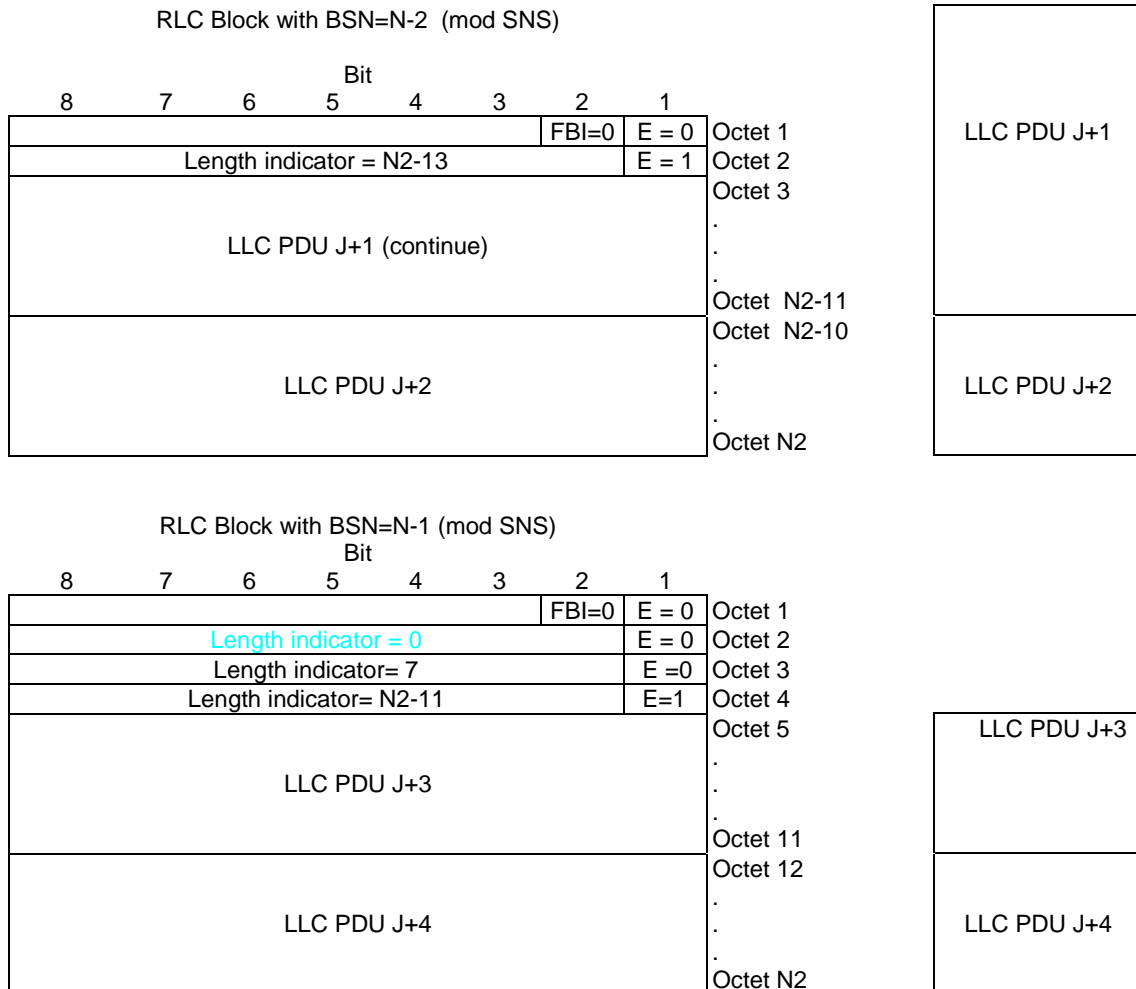 RLC Block with BSN=N-2 (mod SNS)
Bit
8 7 6 5 4 3 2 1
FBI=0 E = 0 Octet 1 LLC PDU J+1
Length indicator = N2-13 E = 1 Octet 2
Octet 3
.
LLC PDU J+1 (continue) .
.
Octet N2-11
Octet N2-10
.
LLC PDU J+2 . LLC PDU J+2
.
Octet N2
RLC Block with BSN=N-1 (mod SNS)
Bit
8 7 6 5 4 3 2 1
FBI=0 E = 0 Octet 1
Length indicator = 0 E = 0 Octet 2
Length indicator= 7 E =0 Octet 3
Length indicator= N2-11 E=1 Octet 4
Octet 5 LLC PDU J+3
.
LLC PDU J+3 .
.
Octet 11
Octet 12
.
LLC PDU J+4 . LLC PDU J+4
.
Octet N2